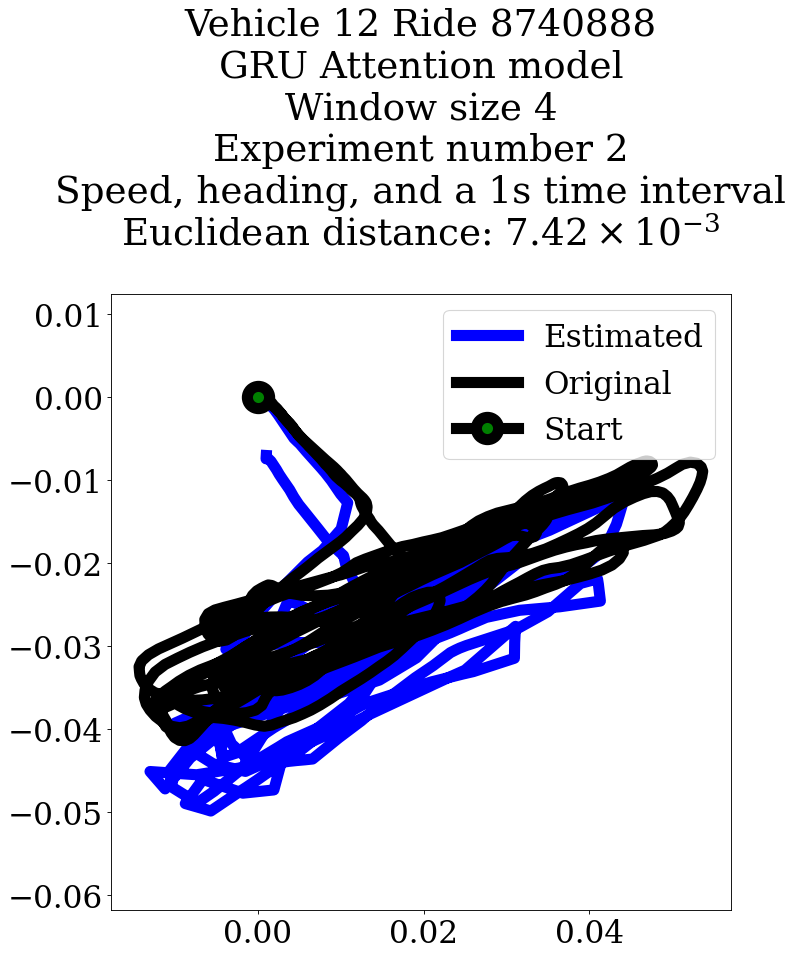 Vehicle 12 Ride 8740888
GRU Attention model
Window size 4
Experiment number 2
Speed, heading, and a 1s time interval
Euclidean distance: 7.42 × 10⁻³
Estimated
Original
Start
0.01
0.00
−0.01
−0.02
−0.03
−0.04
−0.05
−0.06
0.00 0.02 0.04